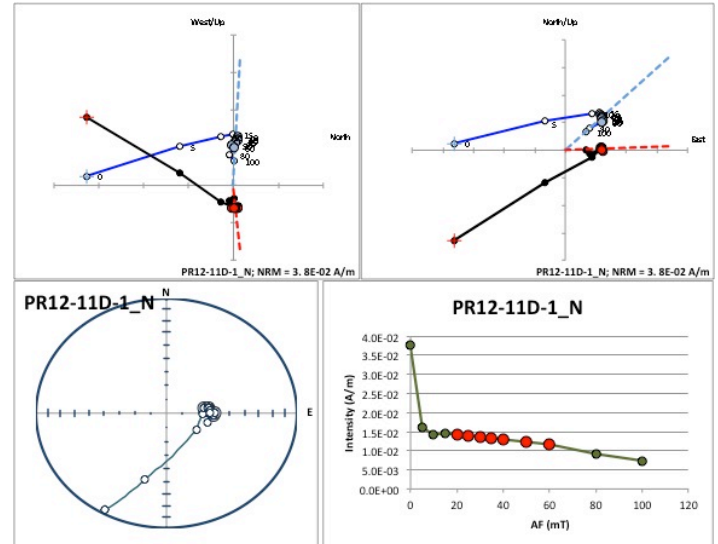 West/Up
North
0
5
15
80
100
PR12-11D-1_N; NRM = 3. 8E-02 A/m
North/Up
East
0
5
100
PR12-11D-1_N; NRM = 3. 8E-02 A/m
PR12-11D-1_N
N
E
PR12-11D-1_N
Intensity (A/m)
4.0E-02
3.5E-02
3.0E-02
2.5E-02
2.0E-02
1.5E-02
1.0E-02
5.0E-03
0.0E+00
0 20 40 60 80 100 120
AF (mT)